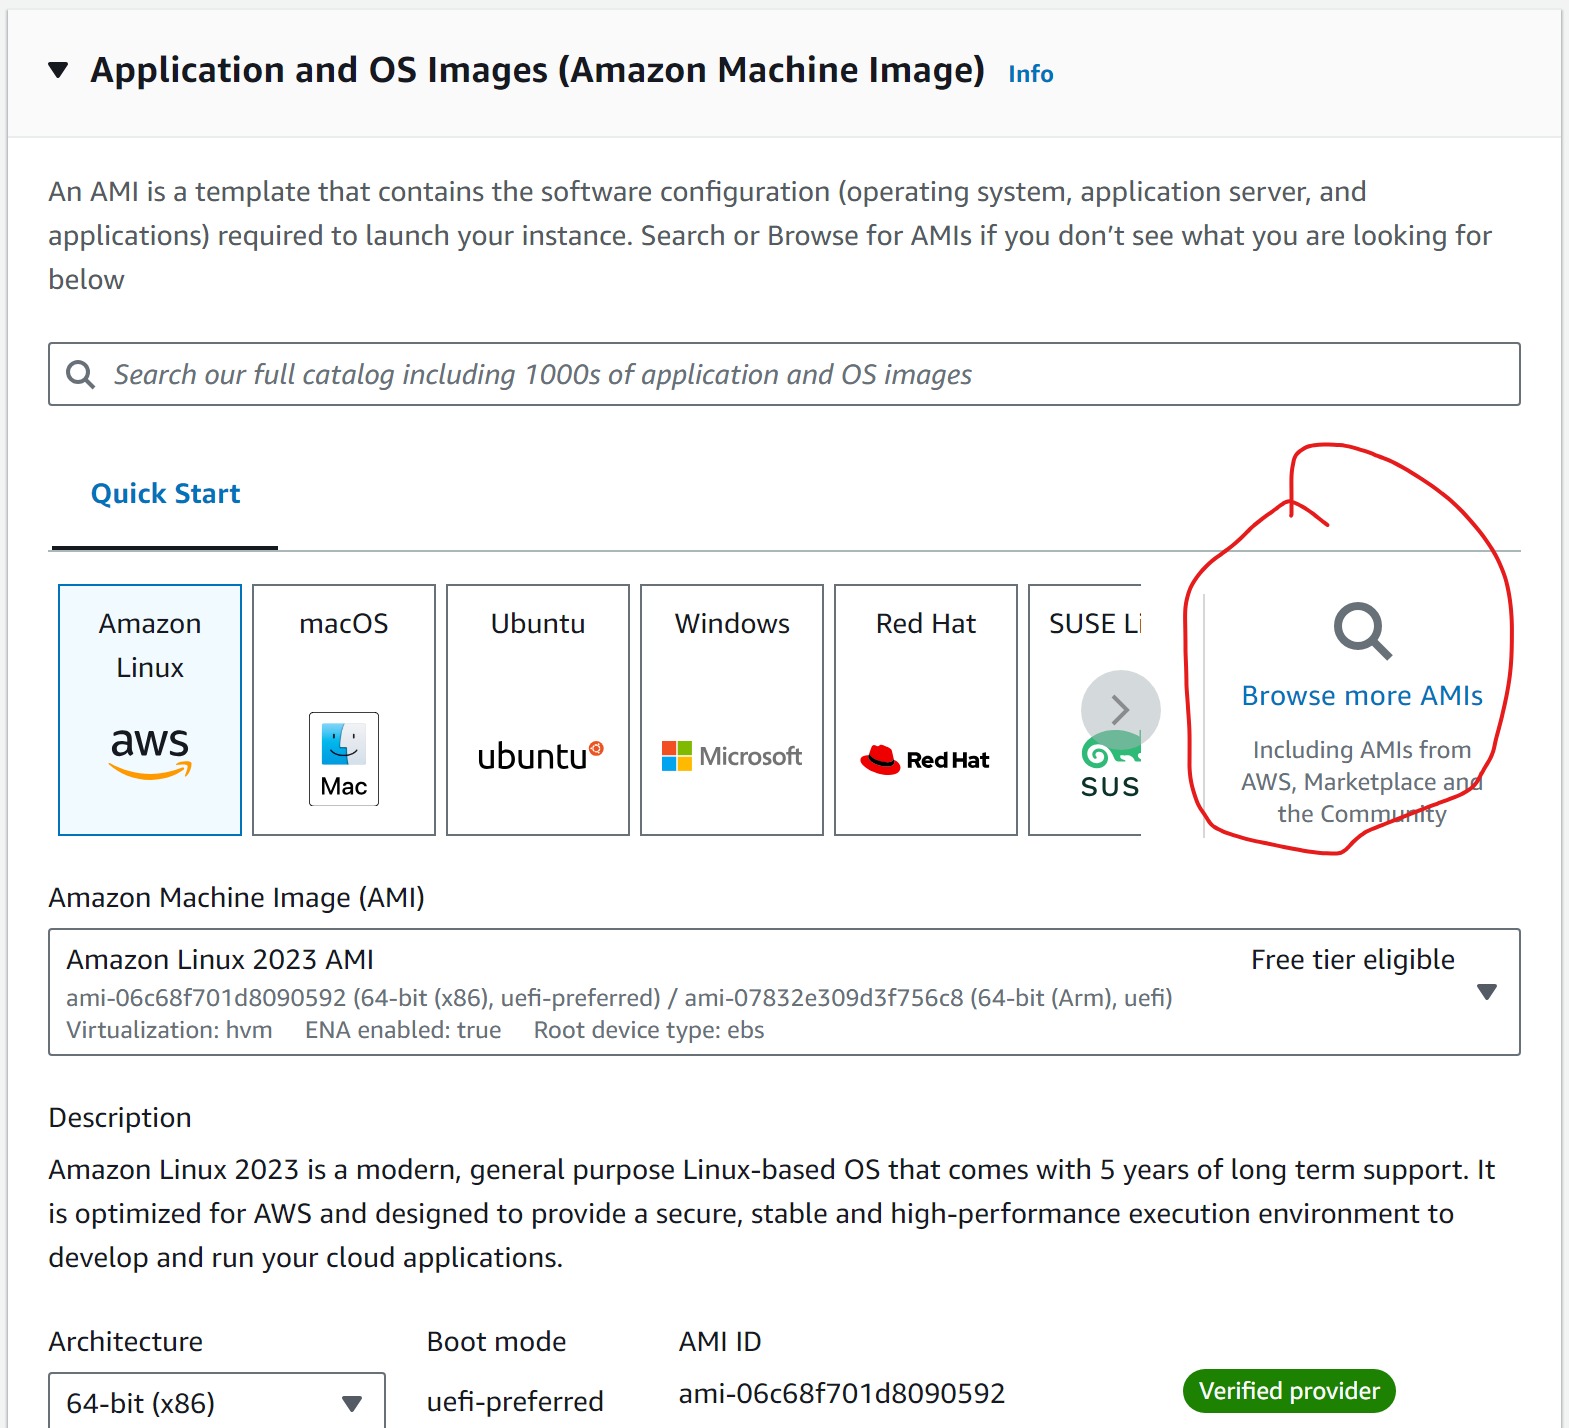 Application and OS Images (Amazon Machine Image) Info
An AMI is a template that contains the software configuration (operating system, application server, and
applications) required to launch your instance. Search or Browse for AMIs if you don’t see what you are looking for
below
Search our full catalog including 1000s of application and OS images
Quick Start
Amazon
Linux
aws
macOS
Mac
Ubuntu
ubuntu
Windows
Microsoft
Red Hat
Red Hat
SUSE Li
SUS
Browse more AMIs
Including AMIs from
AWS, Marketplace and
the Community
Amazon Machine Image (AMI)
Amazon Linux 2023 AMI Free tier eligible
ami-06c68f701d8090592 (64-bit (x86), uefi-preferred) / ami-07832e309d3f756c8 (64-bit (Arm), uefi)
Virtualization: hvm ENA enabled: true Root device type: ebs
Description
Amazon Linux 2023 is a modern, general purpose Linux-based OS that comes with 5 years of long term support. It
is optimized for AWS and designed to provide a secure, stable and high-performance execution environment to
develop and run your cloud applications.
Architecture Boot mode AMI ID
64-bit (x86) uefi-preferred ami-06c68f701d8090592 Verified provider